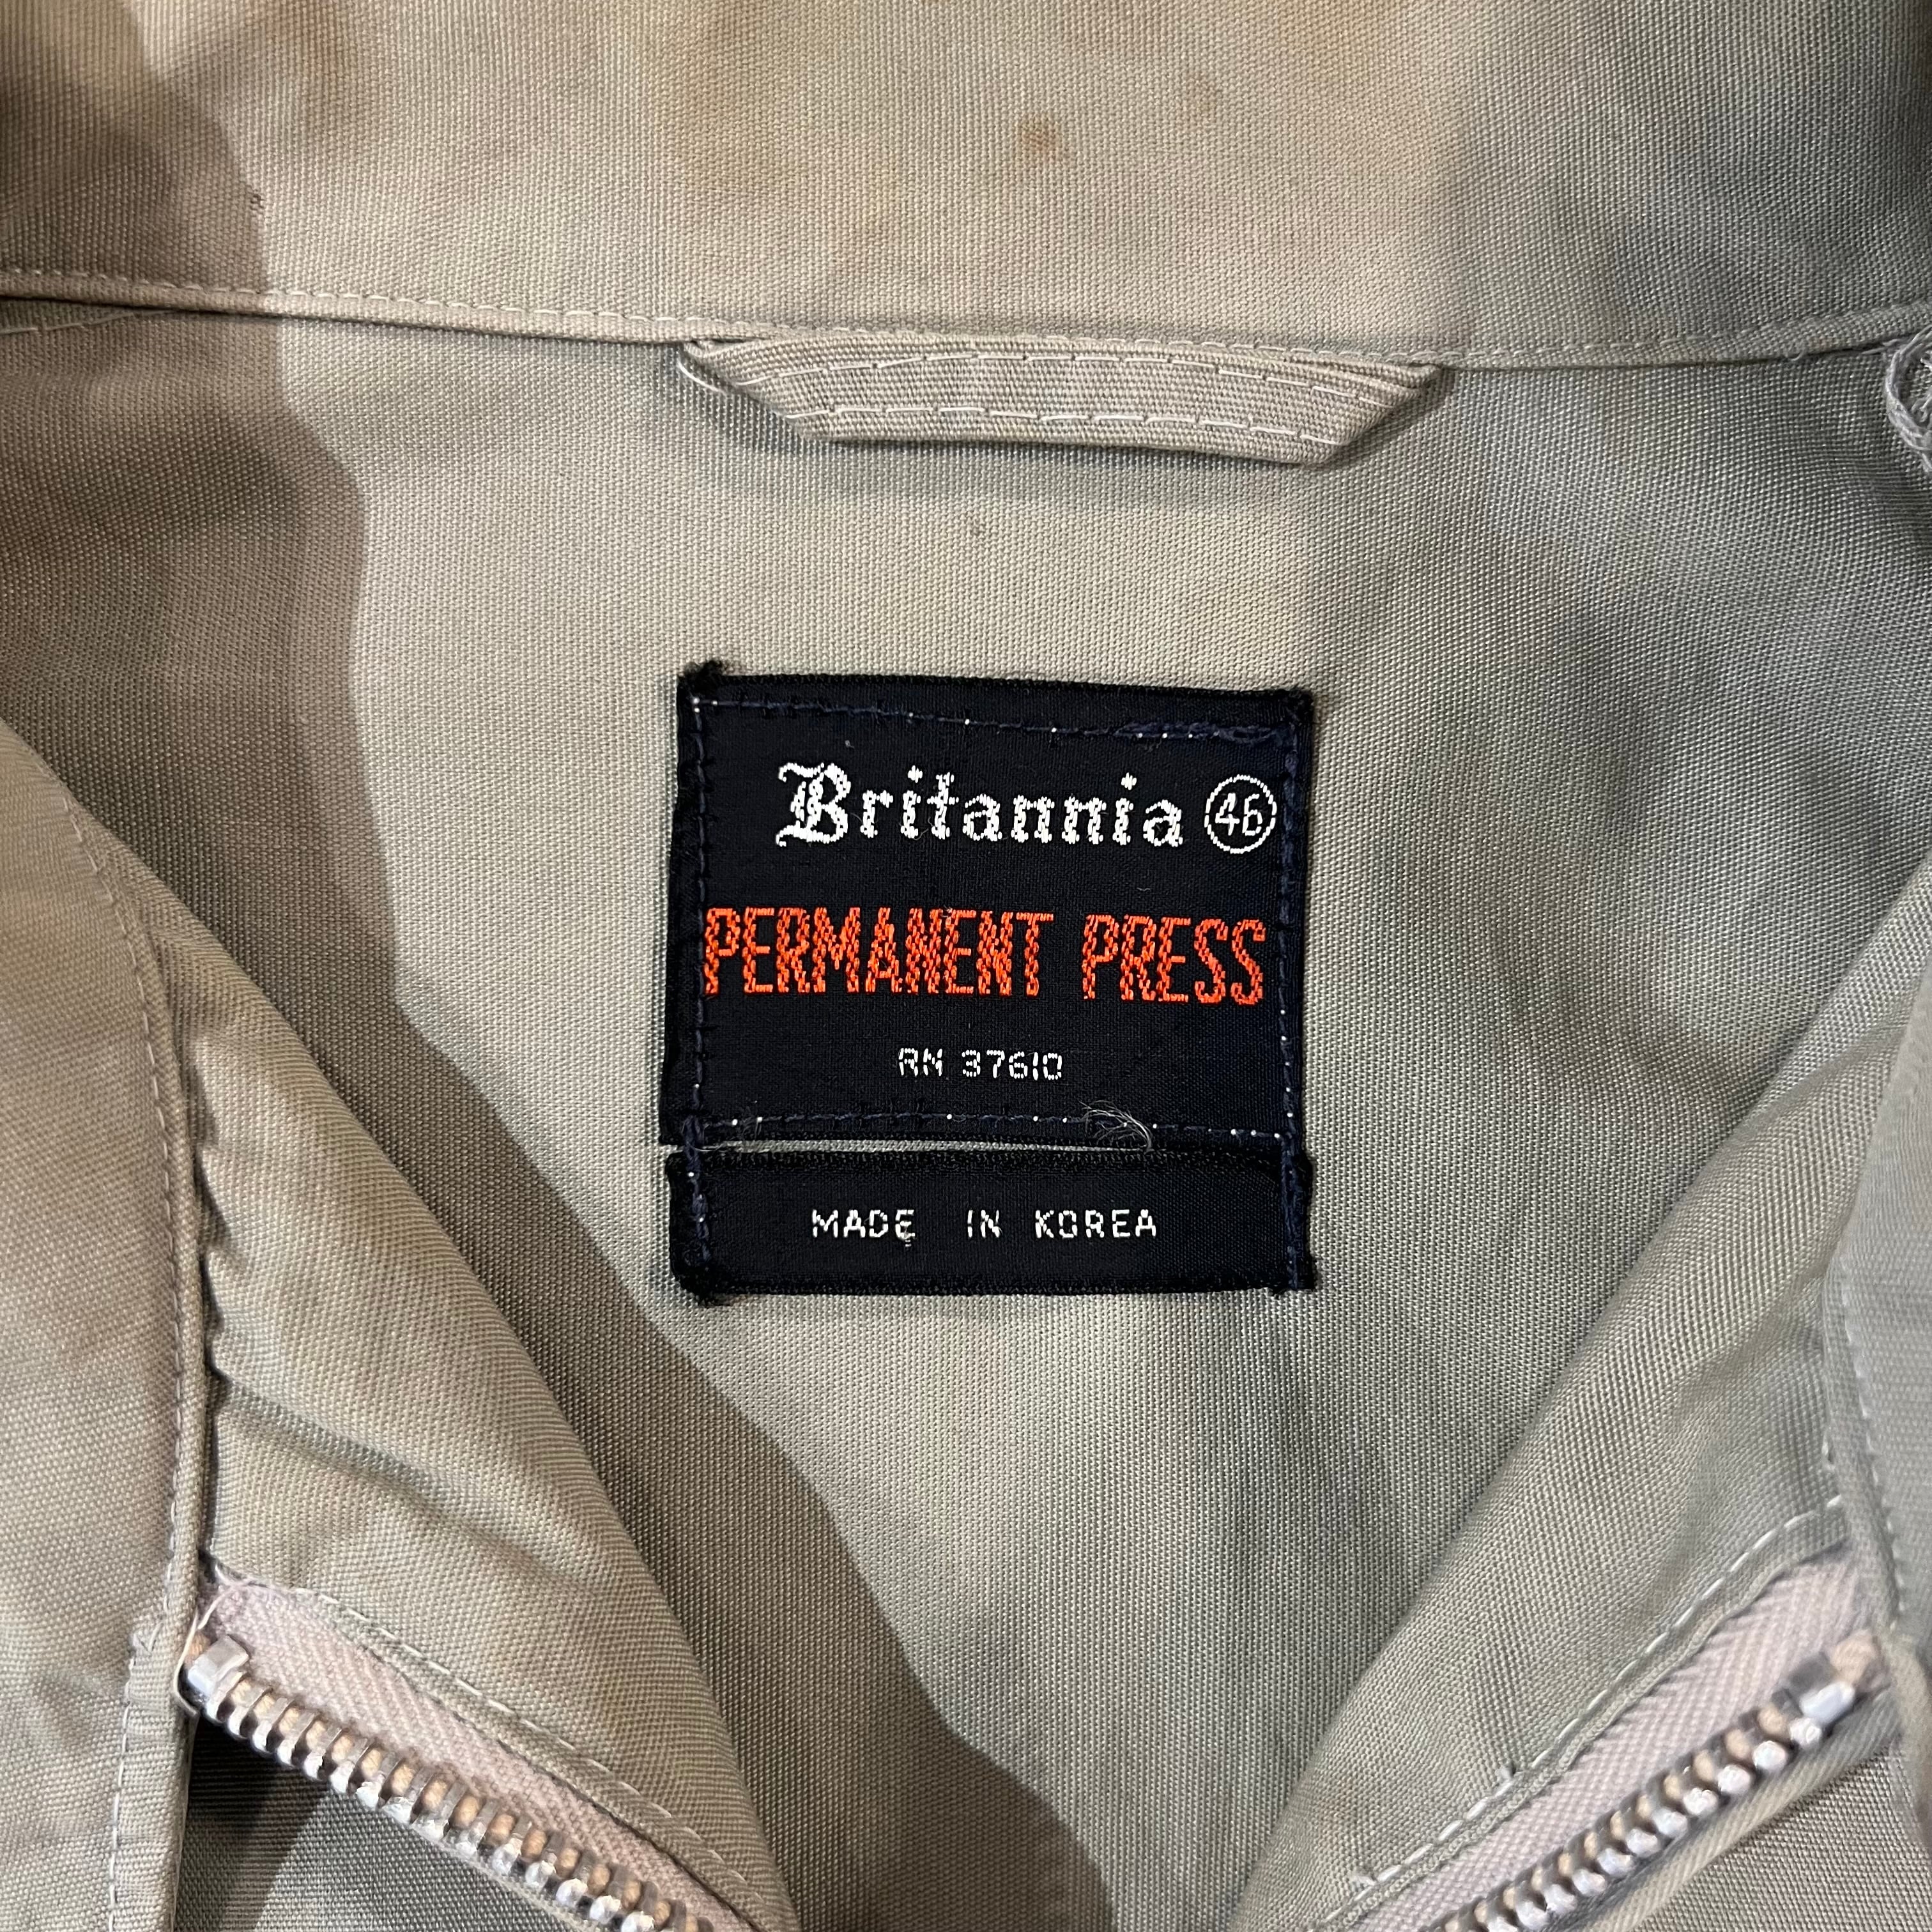 Britannia 46
PERMANENT PRESS
RN 37610
MADE IN KOREA